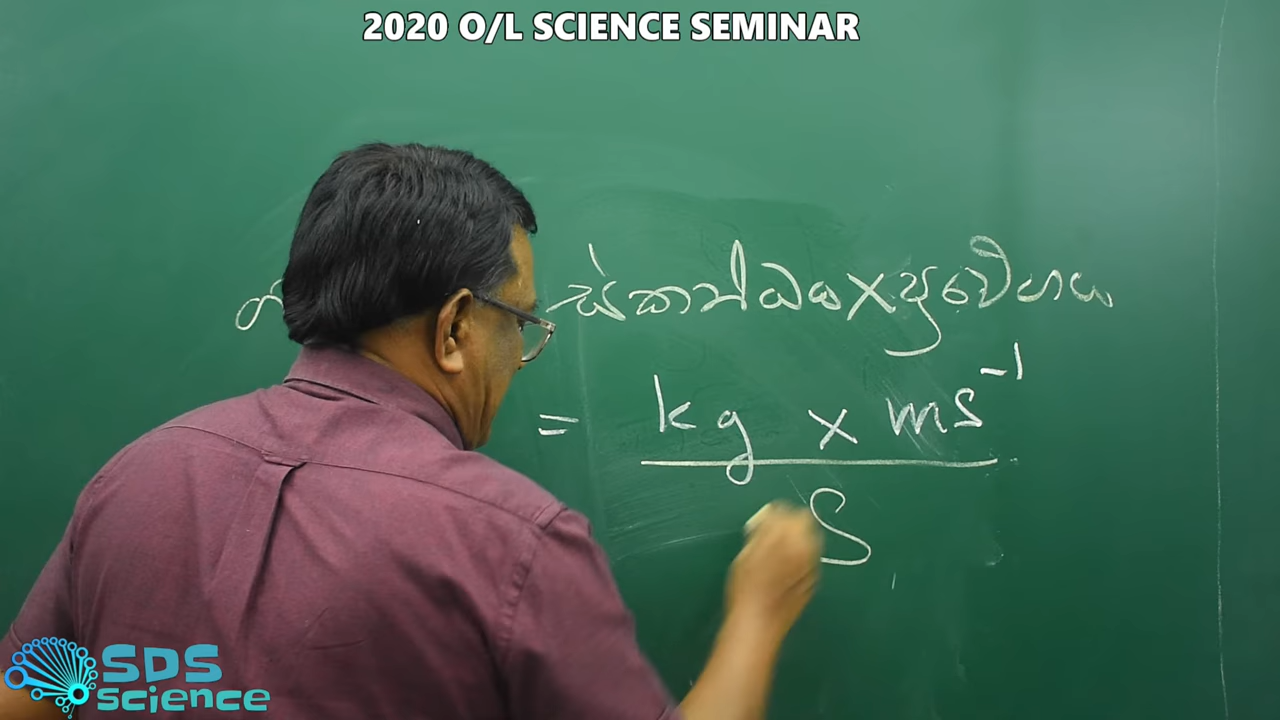 2020 O/L SCIENCE SEMINAR
ස්කන්ධය X ප්‍රවේගය
= kg x ms⁻¹
S
SDS
science